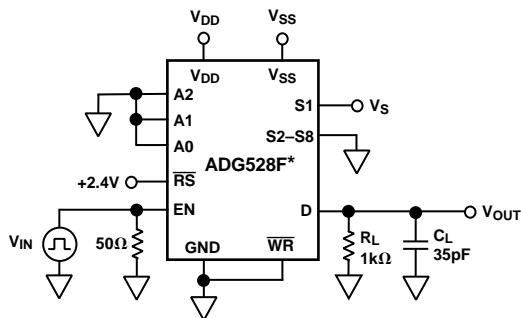 VDD VSS
VDD VSS
A2
A1
A0
S1 VS
S2–S8
ADG528F*
+2.4V RS
EN
D VOUT
VIN
50Ω
GND WR
RL
1kΩ
CL
35pF